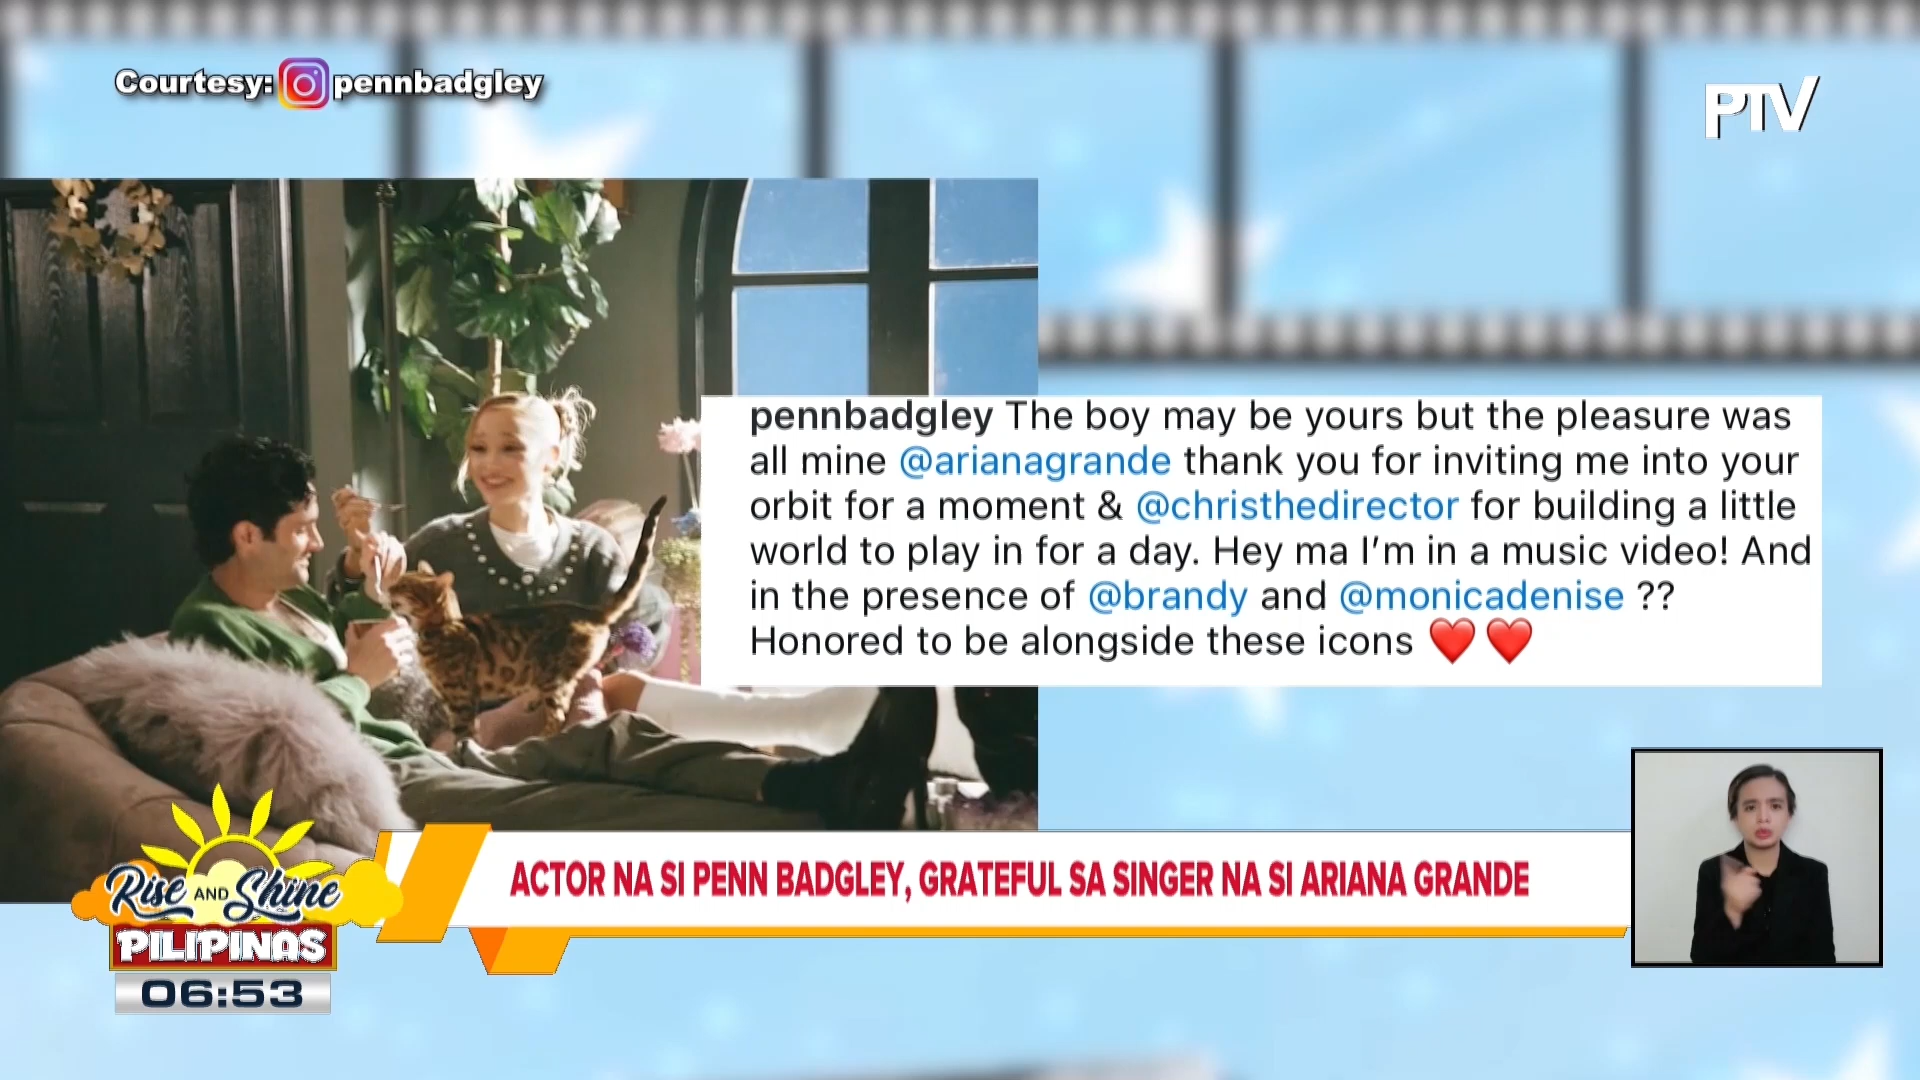 Courtesy: pennbadgley
PTV
pennbadgley The boy may be yours but the pleasure was
all mine @arianagrande thank you for inviting me into your
orbit for a moment & @christhedirector for building a little
world to play in for a day. Hey ma I’m in a music video! And
in the presence of @brandy and @monicadenise ??
Honored to be alongside these icons ❤️❤️
ACTOR NA SI PENN BADGLEY, GRATEFUL SA SINGER NA SI ARIANA GRANDE
Rise AND Shine
PILIPINAS
06:53